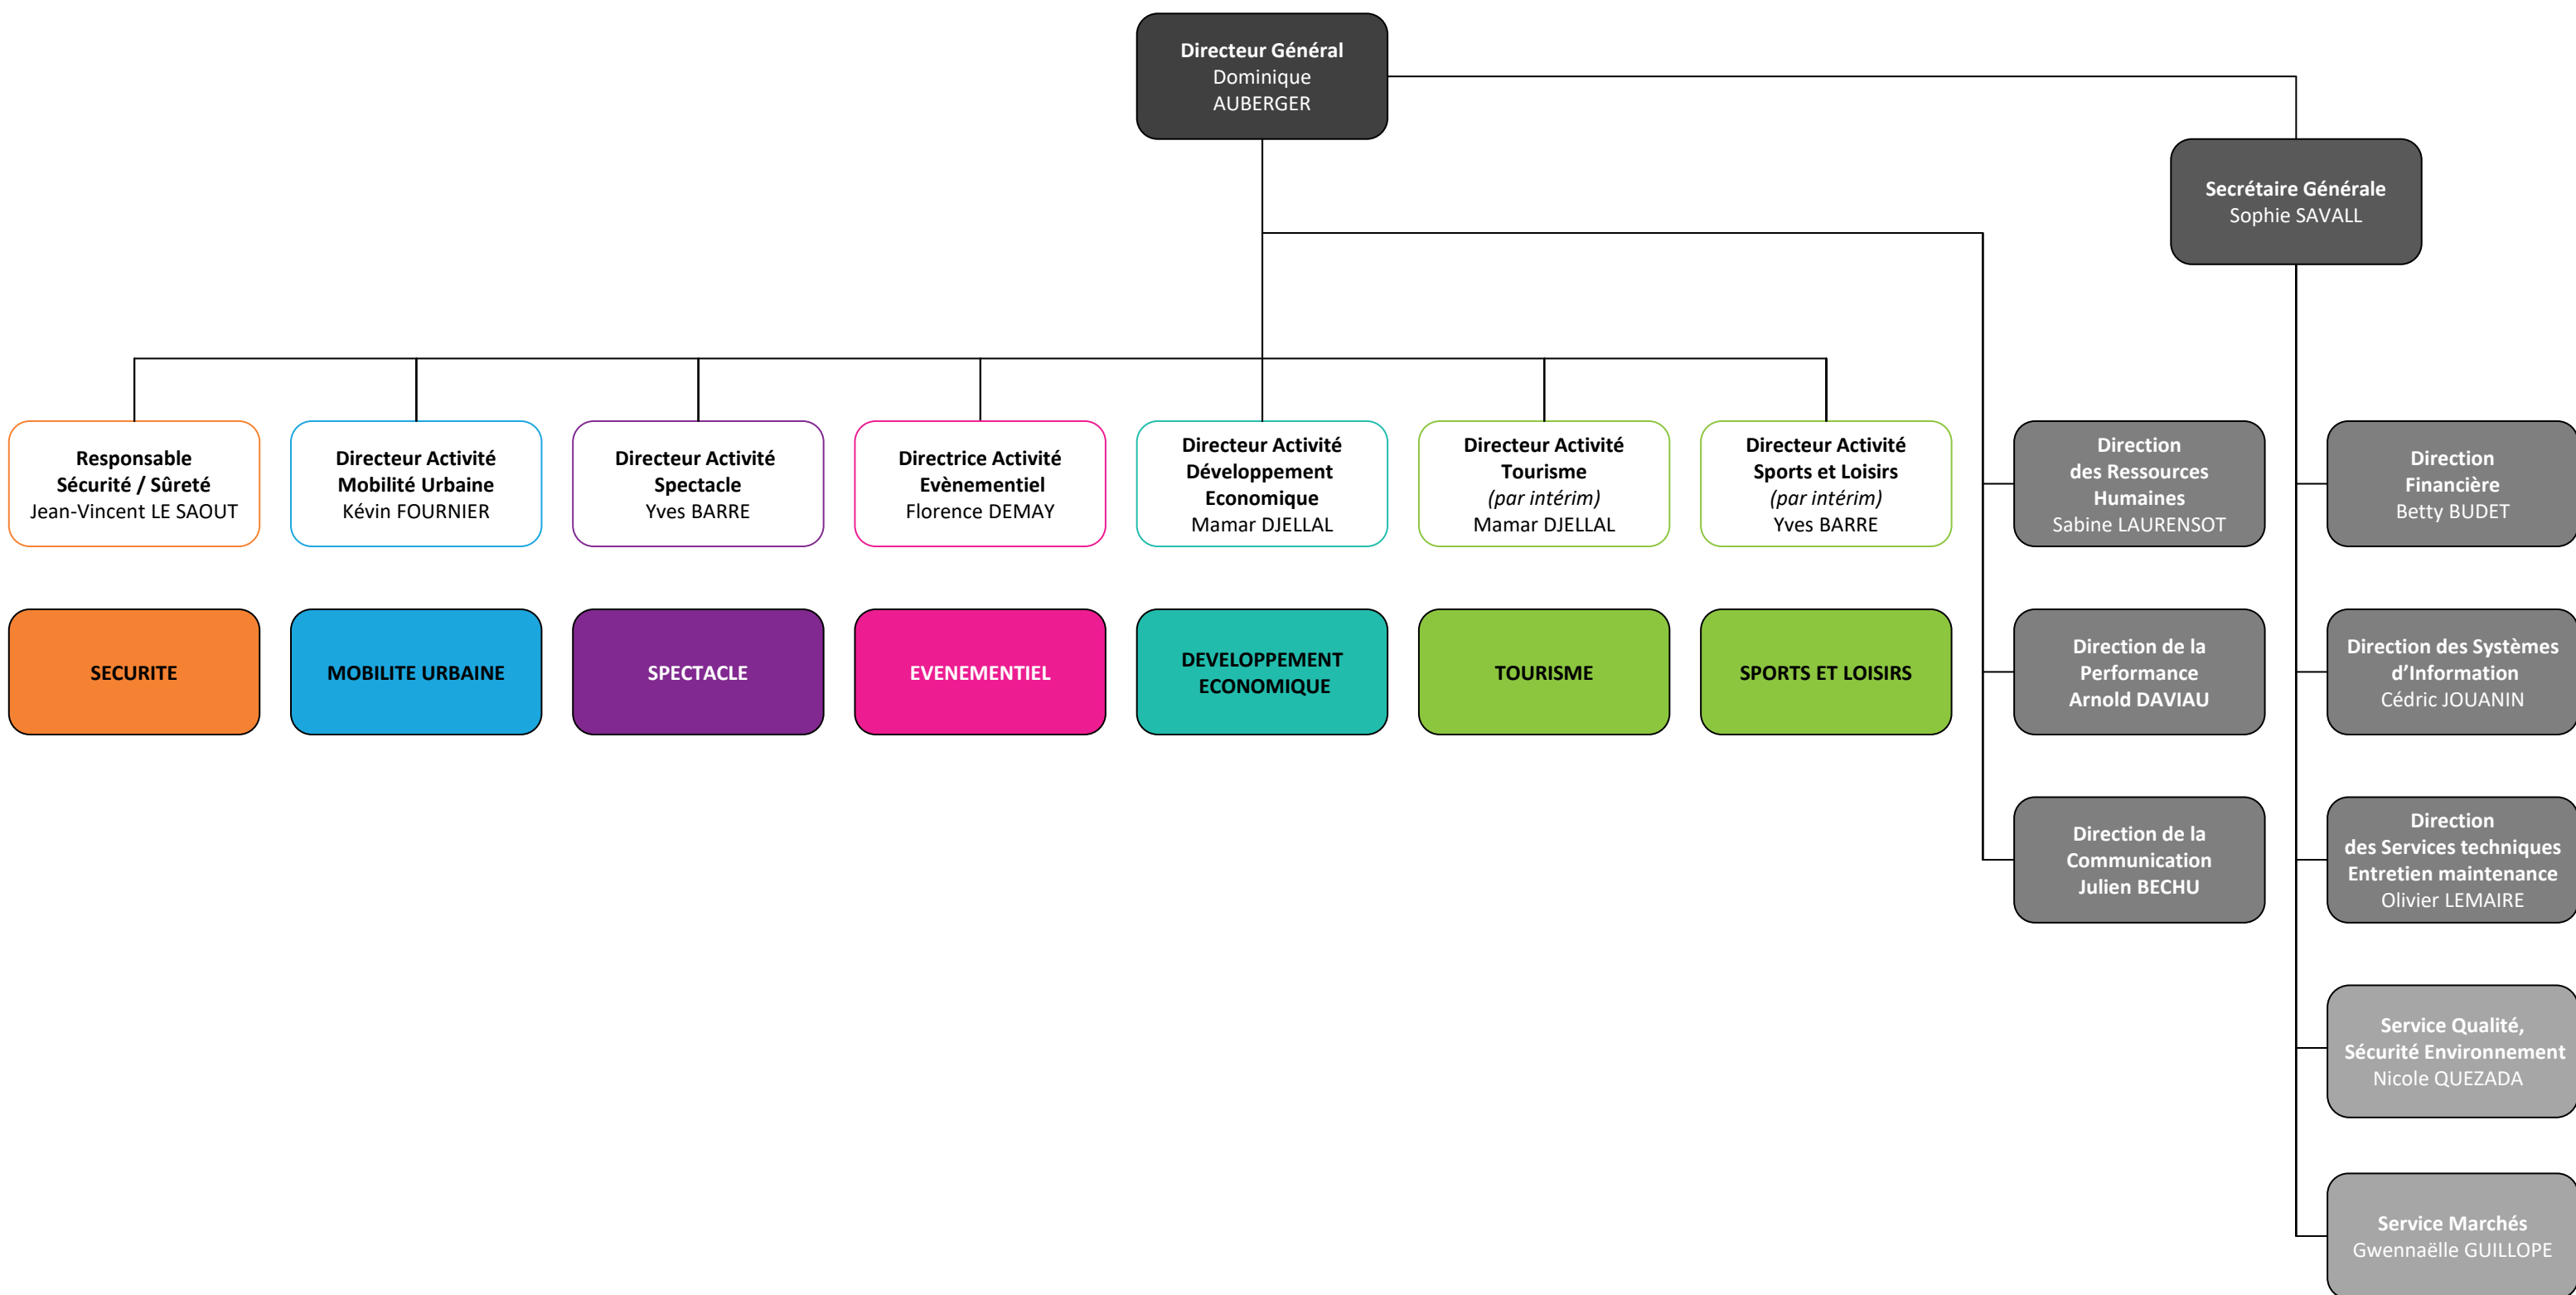 Directeur Général
Dominique
AUBERGER
Secrétaire Générale
Sophie SAVALL
Responsable
Sécurité / Sûreté
Jean-Vincent LE SAOUT
Directeur Activité
Mobilité Urbaine
Kévin FOURNIER
Directeur Activité
Spectacle
Yves BARRE
Directrice Activité
Evènementiel
Florence DEMAY
Directeur Activité
Développement
Economique
Mamar DJELLAL
Directeur Activité
Tourisme
(par intérim)
Mamar DJELLAL
Directeur Activité
Sports et Loisirs
(par intérim)
Yves BARRE
Direction
des Ressources
Humaines
Sabine LAURENSOT
Direction
Financière
Betty BUDET
SECURITE
MOBILITE URBAINE
SPECTACLE
EVENEMENTIEL
DEVELOPPEMENT
ECONOMIQUE
TOURISME
SPORTS ET LOISIRS
Direction de la
Performance
Arnold DAVIAU
Direction des Systèmes
d’Information
Cédric JOUANIN
Direction de la
Communication
Julien BECHU
Direction
des Services techniques
Entretien maintenance
Olivier LEMAIRE
Service Qualité,
Sécurité Environnement
Nicole QUEZADA
Service Marchés
Gwennaëlle GUILLOPE